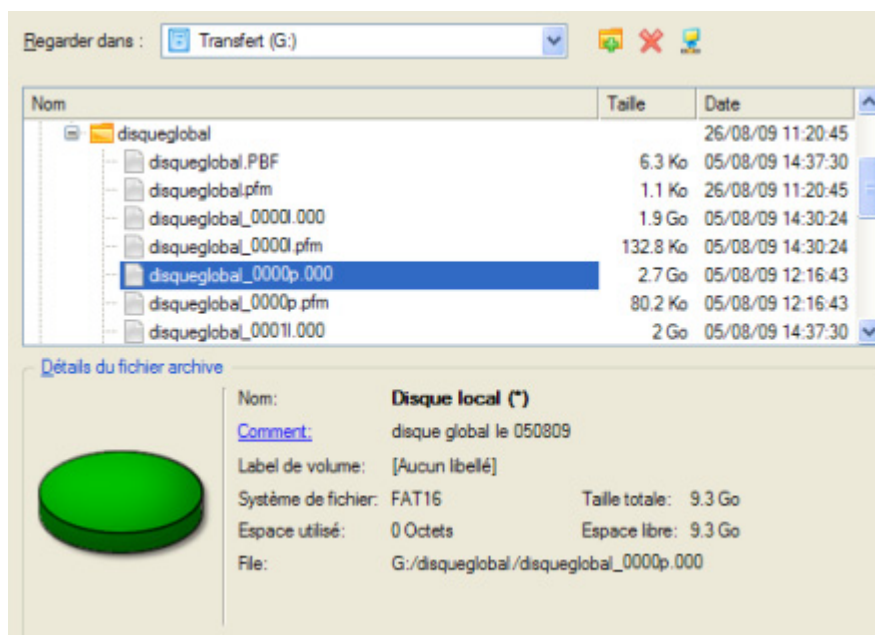 Regarder dans : Transfert (G:)
Nom Taille Date
disqueglobal 26/08/09 11:20:45
disqueglobal.PBF 6.3 Ko 05/08/09 14:37:30
disqueglobal.pfm 1.1 Ko 26/08/09 11:20:45
disqueglobal_0000l.000 1.9 Go 05/08/09 14:30:24
disqueglobal_0000l.pfm 132.8 Ko 05/08/09 14:30:24
disqueglobal_0000p.000 2.7 Go 05/08/09 12:16:43
disqueglobal_0000p.pfm 80.2 Ko 05/08/09 12:16:43
disqueglobal_0001l.000 2 Go 05/08/09 14:37:30
Détails du fichier archive
Nom: Disque local (*)
Comment: disque global le 050809
Label de volume: [Aucun libellé]
Système de fichier: FAT16 Taille totale: 9.3 Go
Espace utilisé: 0 Octets Espace libre: 9.3 Go
File: G:/disqueglobal/disqueglobal_0000p.000